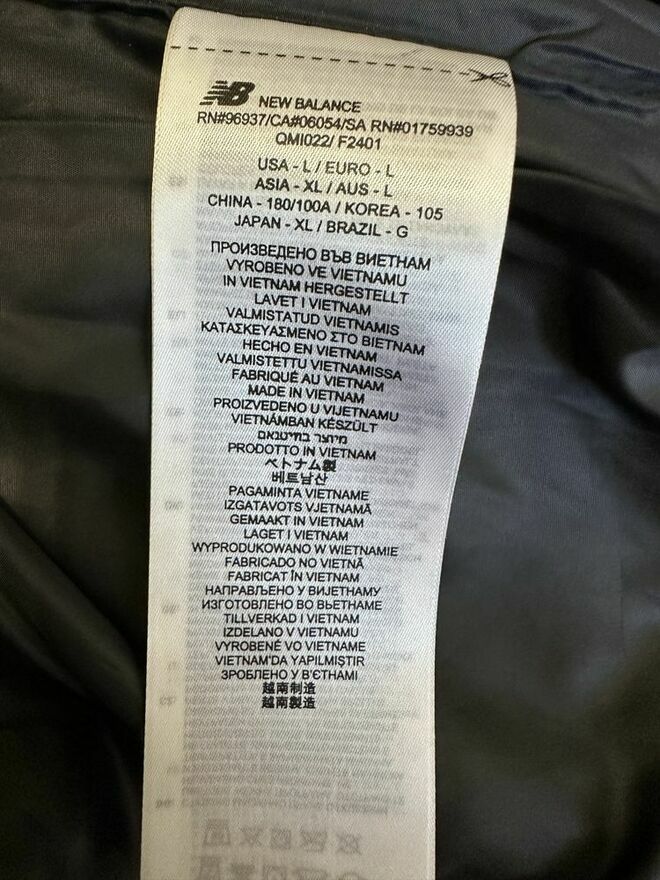 NB NEW BALANCE
RN#96937/CA#06054/SA RN#01759939
QMI022/ F2401
USA - L / EURO - L
ASIA - XL / AUS - L
CHINA - 180/100A / KOREA - 105
JAPAN - XL / BRAZIL - G
ПРОИЗВЕДЕНО ВЪВ ВИЕТНАМ
VYROBENO VE VIETNAMU
IN VIETNAM HERGESTELLT
LAVET I VIETNAM
VALMISTATUD VIETNAMIS
ΚΑΤΑΣΚΕΥΑΣΜΕΝΟ ΣΤΟ ΒΙΕΤΝΑΜ
HECHO EN VIETNAM
VALMISTETTU VIETNAMISSA
FABRIQUÉ AU VIETNAM
MADE IN VIETNAM
PROIZVEDENO U VIJETNAMU
VIETNÁMBAN KÉSZÜLT
מיוצר בווייטנאם
PRODOTTO IN VIETNAM
ベトナム製
베트남산
PAGAMINTA VIETNAME
IZGATAVOTS VJETNAMĀ
GEMAAKT IN VIETNAM
LAGET I VIETNAM
WYPRODUKOWANO W WIETNAMIE
FABRICADO NO VIETNÃ
FABRICAT ÎN VIETNAM
НАПРАВЉЕНО У ВИЈЕТНАМУ
ИЗГОТОВЛЕНО ВО ВЬЕТНАМЕ
TILLVERKAD I VIETNAM
IZDELANO V VIETNAMU
VYROBENÉ VO VIETNAME
VIETNAM'DA YAPILMIŞTIR
ЗРОБЛЕНО У В'ЄТНАМІ
越南制造
越南製造